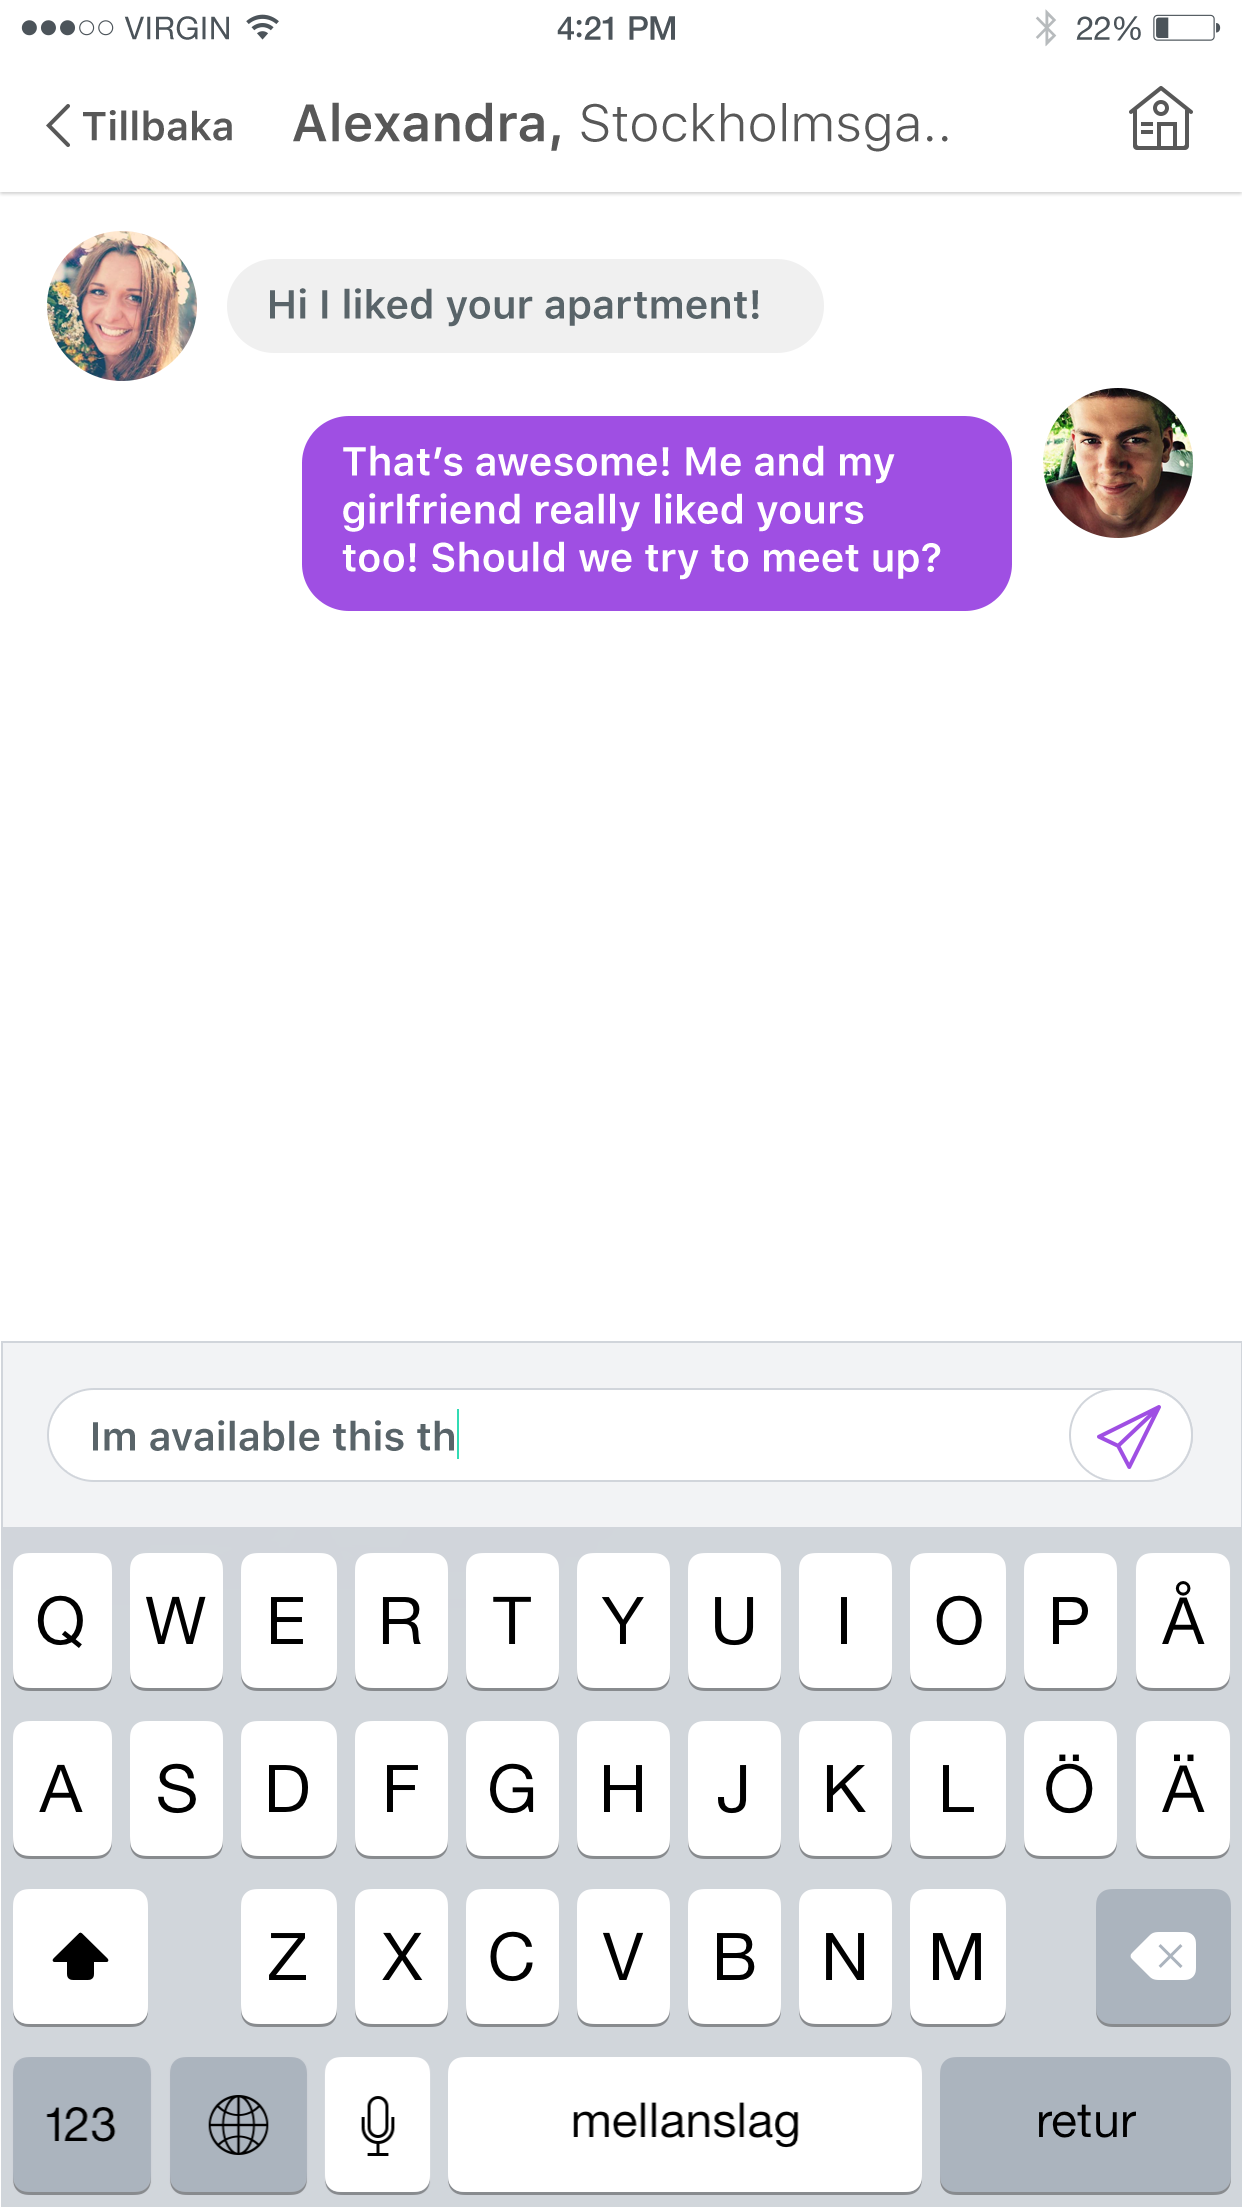 VIRGIN 4:21 PM 22%
Tillbaka Alexandra, Stockholmsga..
Hi I liked your apartment!
That’s awesome! Me and my
girlfriend really liked yours
too! Should we try to meet up?
Im available this th
Q W E R T Y U I O P Å
A S D F G H J K L Ö Ä
Z X C V B N M
123 mellanslag retur